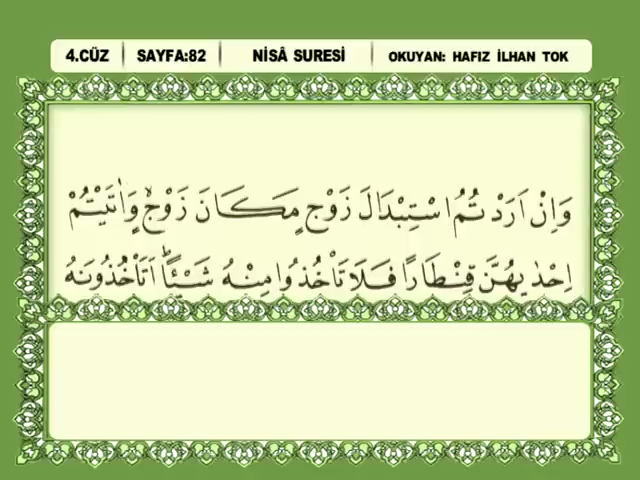 4.CÜZ SAYFA:82 NİSÂ SURESİ OKUYAN: HAFIZ İLHAN TOK
وَاِنْ اَرَدْتُمُ اسْتِبْدَالَ زَوْجٍ مَكَانَ زَوْجٍۙ وَاٰتَيْتُمْ
اِحْدٰيهُنَّ قِنْطَارًا فَلَا تَأْخُذُوا مِنْهُ شَيْـًٔاۜ اَتَأْخُذُونَهُ